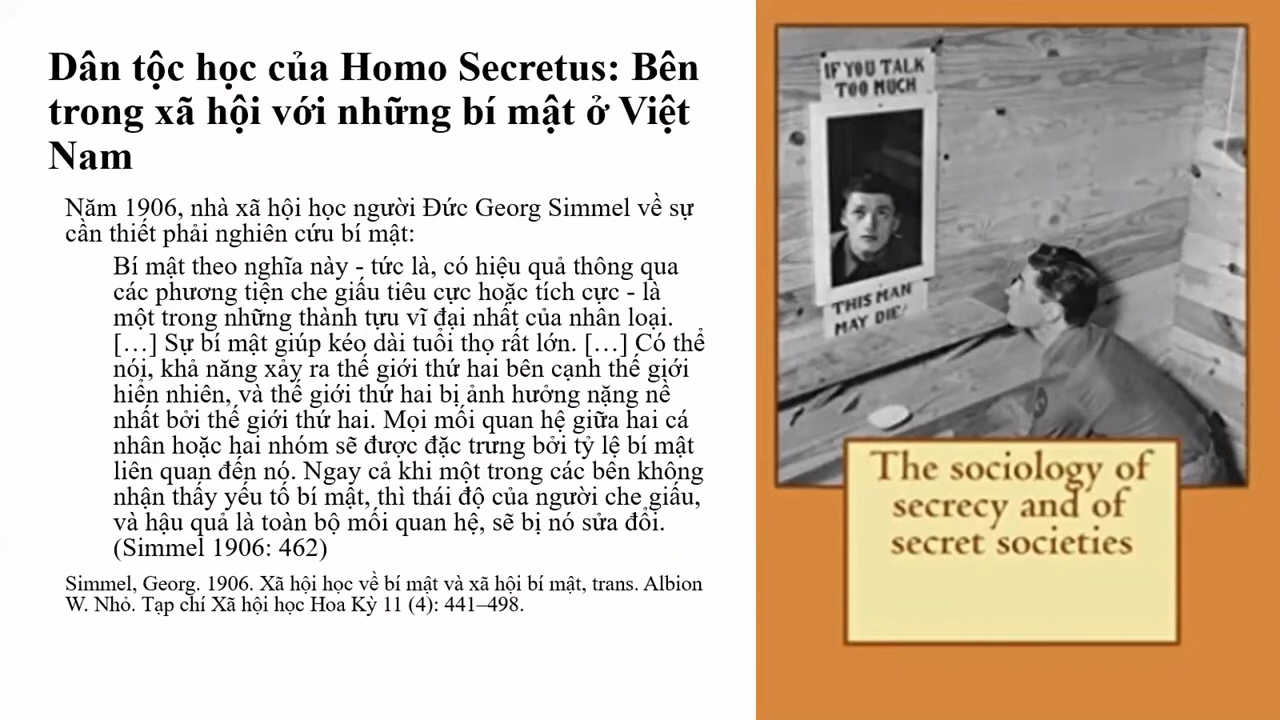 Dân tộc học của Homo Secretus: Bên
trong xã hội với những bí mật ở Việt
Nam
Năm 1906, nhà xã hội học người Đức Georg Simmel về sự
cần thiết phải nghiên cứu bí mật:
Bí mật theo nghĩa này - tức là, có hiệu quả thông qua
các phương tiện che giấu tiêu cực hoặc tích cực - là
một trong những thành tựu vĩ đại nhất của nhân loại.
[…] Sự bí mật giúp kéo dài tuổi thọ rất lớn. […] Có thể
nói, khả năng xảy ra thế giới thứ hai bên cạnh thế giới
hiển nhiên, và thế giới thứ hai bị ảnh hưởng nặng nề
nhất bởi thế giới thứ hai. Mọi mối quan hệ giữa hai cá
nhân hoặc hai nhóm sẽ được đặc trưng bởi tỷ lệ bí mật
liên quan đến nó. Ngay cả khi một trong các bên không
nhận thấy yếu tố bí mật, thì thái độ của người che giấu,
và hậu quả là toàn bộ mối quan hệ, sẽ bị nó sửa đổi.
(Simmel 1906: 462)
Simmel, Georg. 1906. Xã hội học về bí mật và xã hội bí mật, trans. Albion
W. Nhỏ. Tạp chí Xã hội học Hoa Kỳ 11 (4): 441–498.
IF YOU TALK
TOO MUCH
THIS MAN
MAY DIE!
The sociology of
secrecy and of
secret societies